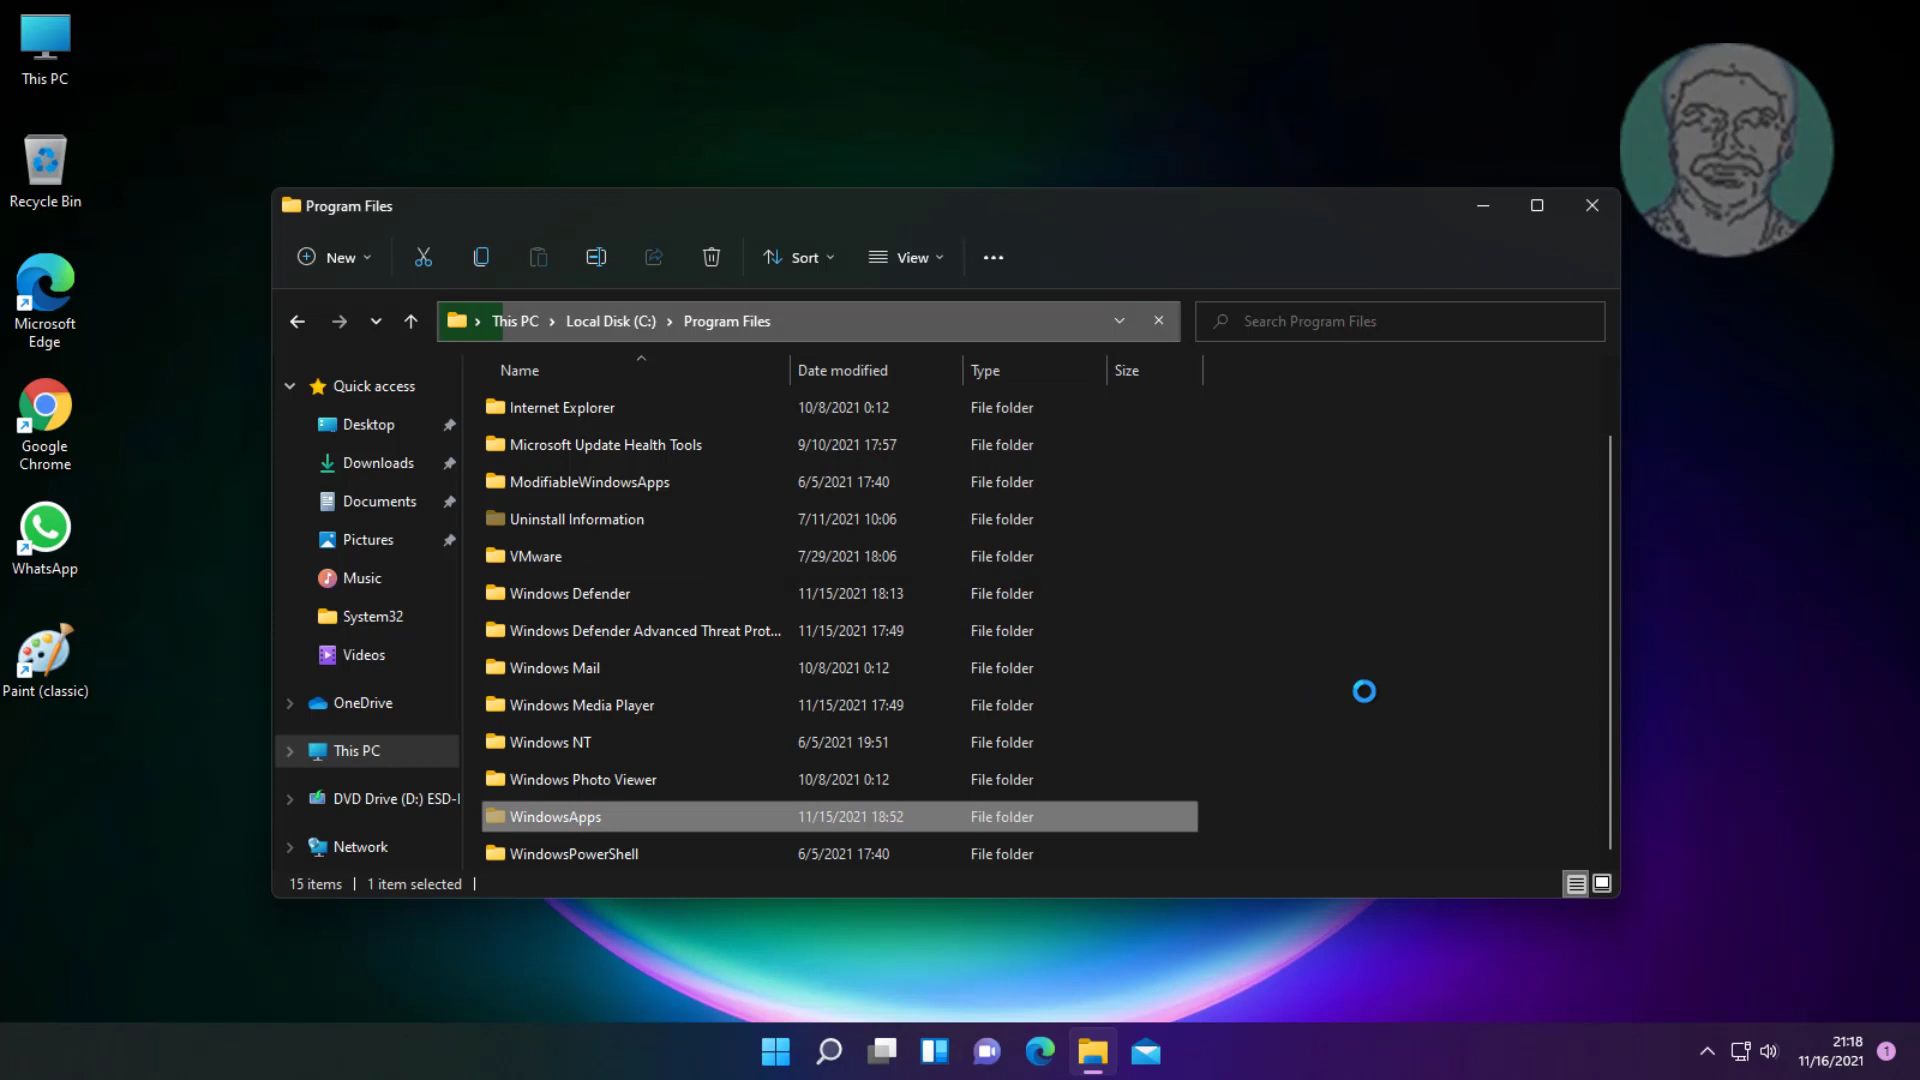 This PC
Recycle Bin
Microsoft
Edge
Google
Chrome
WhatsApp
Paint (classic)
Program Files
New
Sort
View
This PC
Local Disk (C:)
Program Files
Search Program Files
Quick access
Desktop
Downloads
Documents
Pictures
Music
System32
Videos
OneDrive
This PC
DVD Drive (D:) ESD-I
Network
Name Date modified Type Size
Internet Explorer 10/8/2021 0:12 File folder
Microsoft Update Health Tools 9/10/2021 17:57 File folder
ModifiableWindowsApps 6/5/2021 17:40 File folder
Uninstall Information 7/11/2021 10:06 File folder
VMware 7/29/2021 18:06 File folder
Windows Defender 11/15/2021 18:13 File folder
Windows Defender Advanced Threat Prot... 11/15/2021 17:49 File folder
Windows Mail 10/8/2021 0:12 File folder
Windows Media Player 11/15/2021 17:49 File folder
Windows NT 6/5/2021 19:51 File folder
Windows Photo Viewer 10/8/2021 0:12 File folder
WindowsApps 11/15/2021 18:52 File folder
WindowsPowerShell 6/5/2021 17:40 File folder
15 items 1 item selected
21:18
11/16/2021
1